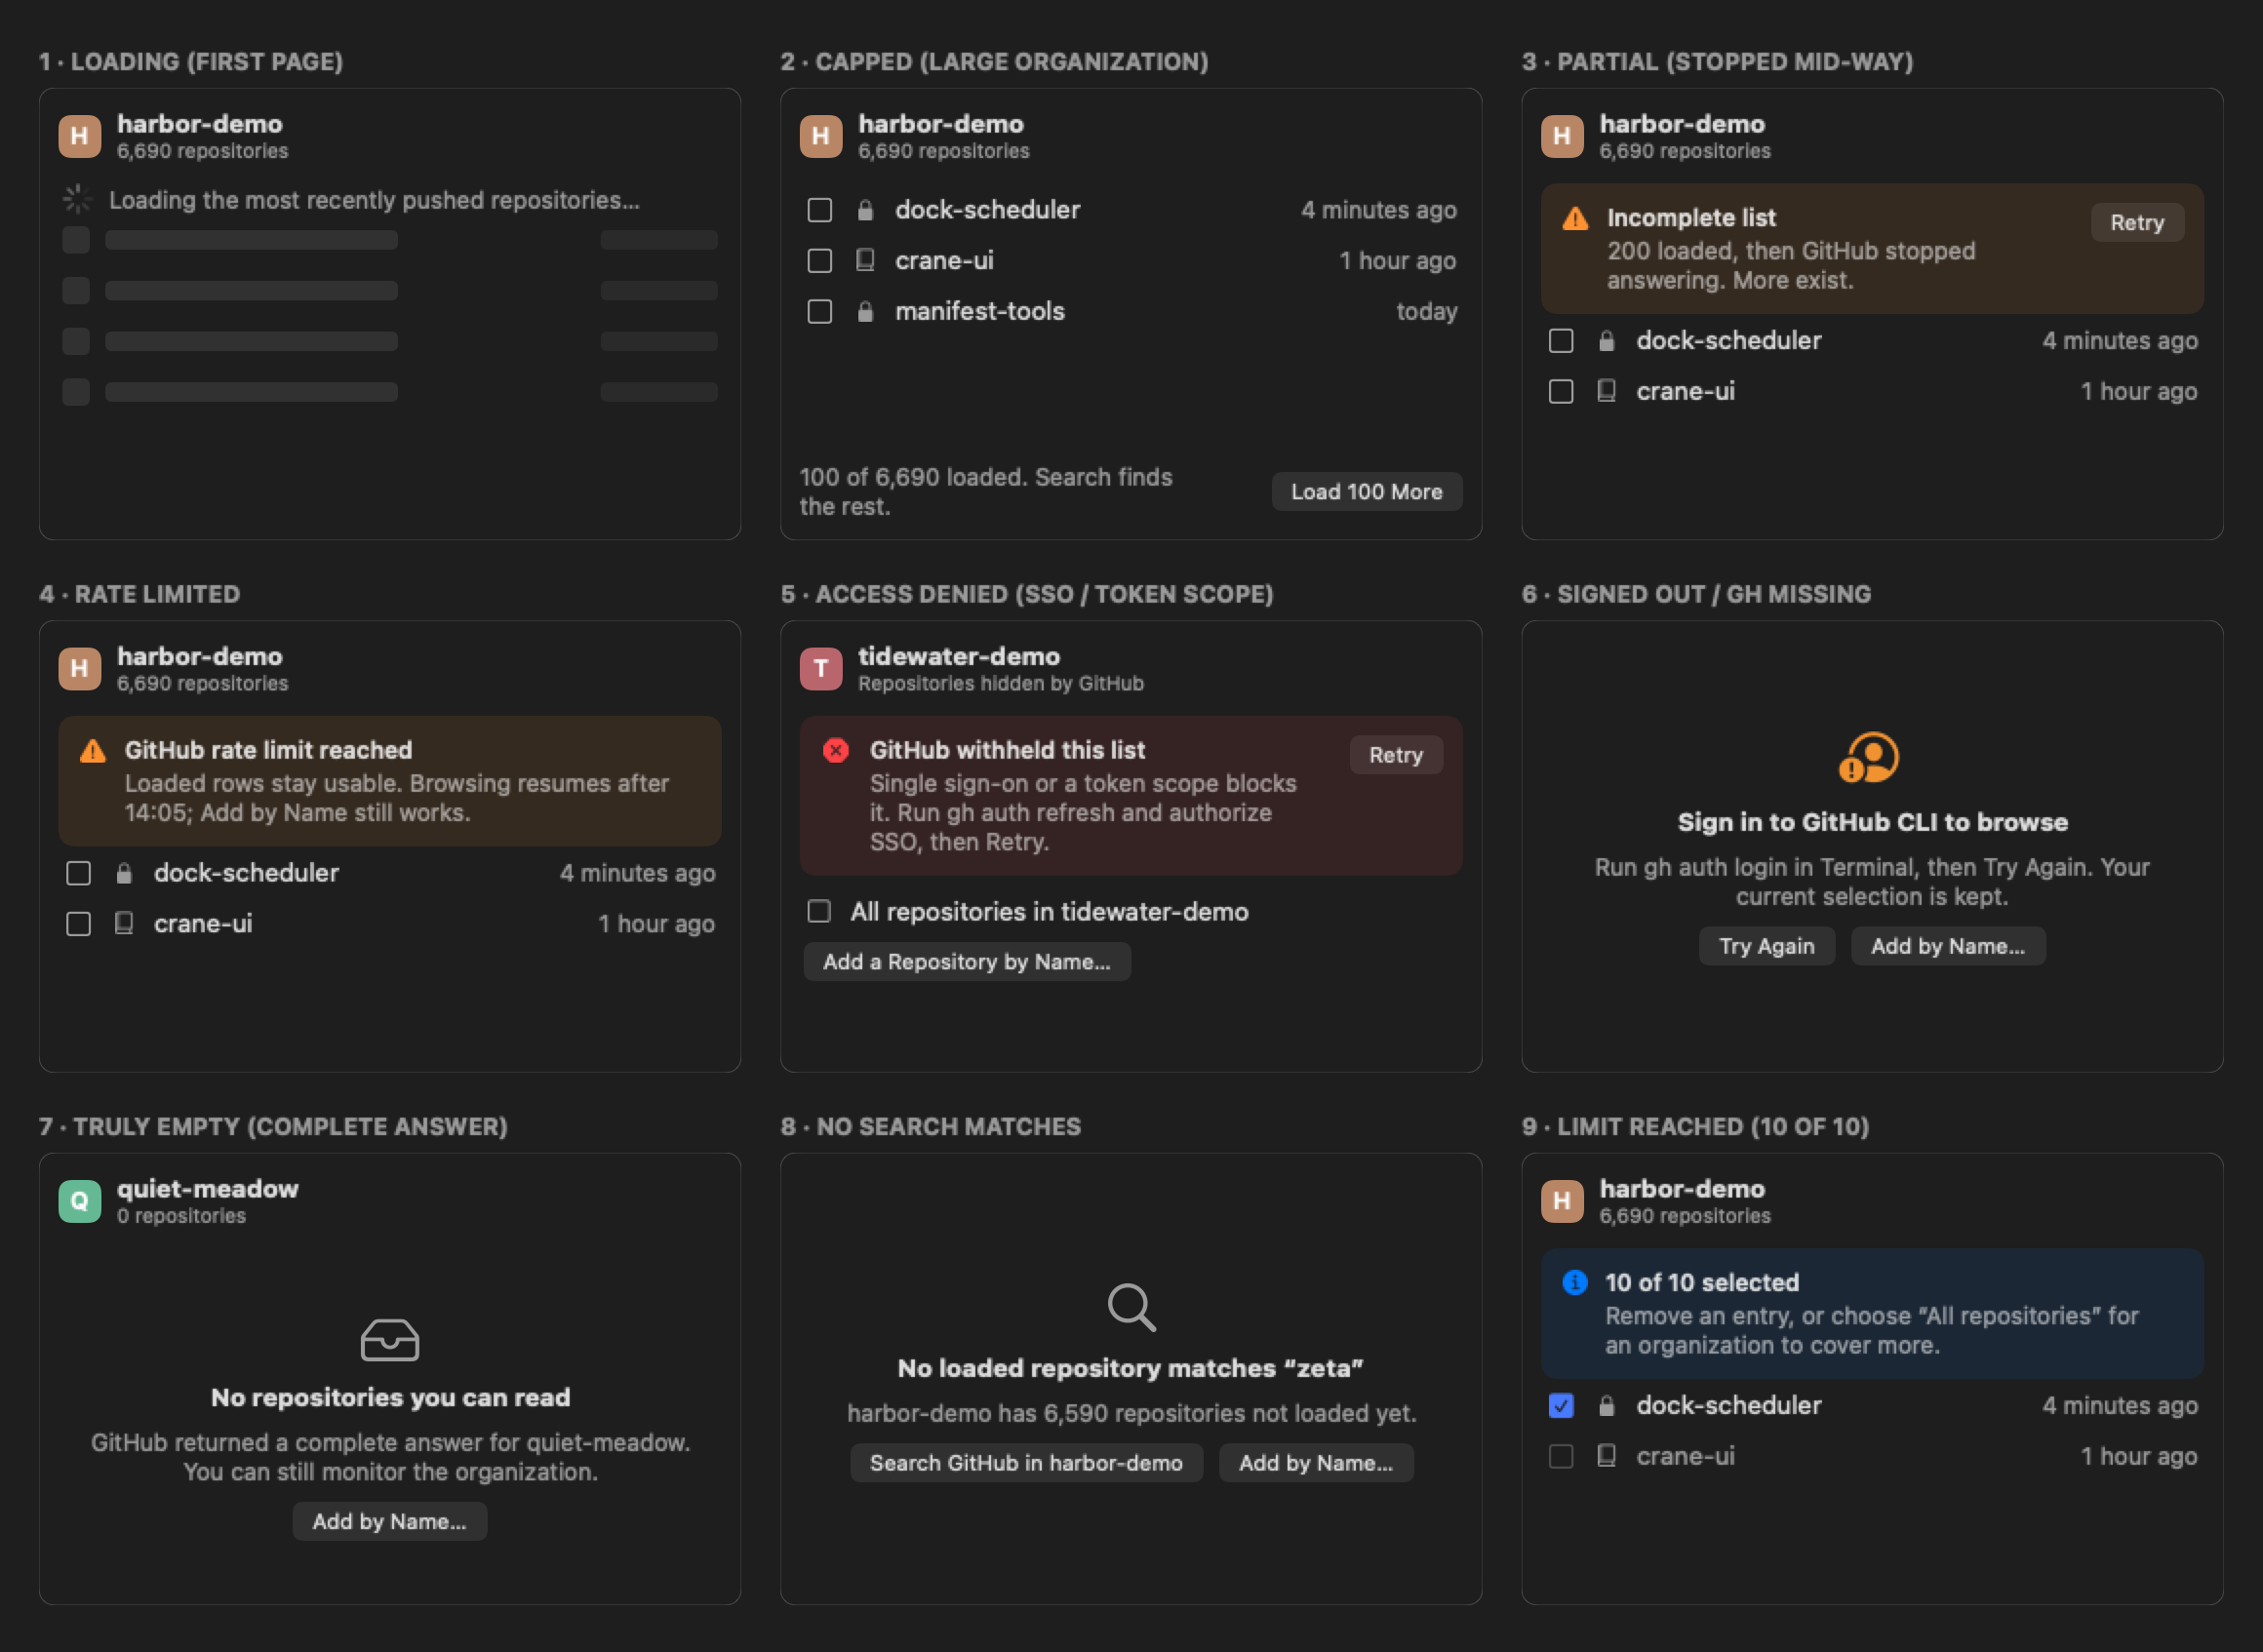 1 · LOADING (FIRST PAGE)
H
harbor-demo
6,690 repositories
Loading the most recently pushed repositories...
2 · CAPPED (LARGE ORGANIZATION)
H
harbor-demo
6,690 repositories
dock-scheduler 4 minutes ago
crane-ui 1 hour ago
manifest-tools today
100 of 6,690 loaded. Search finds
the rest.
Load 100 More
3 · PARTIAL (STOPPED MID-WAY)
H
harbor-demo
6,690 repositories
Incomplete list
200 loaded, then GitHub stopped
answering. More exist.
Retry
dock-scheduler 4 minutes ago
crane-ui 1 hour ago
4 · RATE LIMITED
H
harbor-demo
6,690 repositories
GitHub rate limit reached
Loaded rows stay usable. Browsing resumes after
14:05; Add by Name still works.
dock-scheduler 4 minutes ago
crane-ui 1 hour ago
5 · ACCESS DENIED (SSO / TOKEN SCOPE)
T
tidewater-demo
Repositories hidden by GitHub
GitHub withheld this list
Single sign-on or a token scope blocks
it. Run gh auth refresh and authorize
SSO, then Retry.
Retry
All repositories in tidewater-demo
Add a Repository by Name...
6 · SIGNED OUT / GH MISSING
Sign in to GitHub CLI to browse
Run gh auth login in Terminal, then Try Again. Your
current selection is kept.
Try Again
Add by Name...
7 · TRULY EMPTY (COMPLETE ANSWER)
Q
quiet-meadow
0 repositories
No repositories you can read
GitHub returned a complete answer for quiet-meadow.
You can still monitor the organization.
Add by Name...
8 · NO SEARCH MATCHES
No loaded repository matches “zeta”
harbor-demo has 6,590 repositories not loaded yet.
Search GitHub in harbor-demo
Add by Name...
9 · LIMIT REACHED (10 OF 10)
H
harbor-demo
6,690 repositories
10 of 10 selected
Remove an entry, or choose “All repositories” for
an organization to cover more.
dock-scheduler 4 minutes ago
crane-ui 1 hour ago